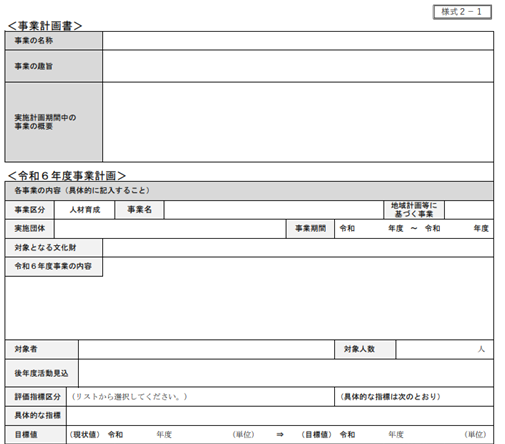 様式２－１
＜事業計画書＞
事業の名称
事業の趣旨
実施計画期間中の
事業の概要
＜令和６年度事業計画＞
各事業の内容（具体的に記入すること）
事業区分 人材育成 事業名 地域計画等に
基づく事業
実施団体 事業期間 令和 年度 ～ 令和 年度
対象となる文化財
令和６年度事業の内容
対象者 対象人数 人
後年度活動見込
評価指標区分 （リストから選択してください。） （具体的な指標は次のとおり）
具体的な指標
目標値 （現状値） 令和 年度 （単位） ⇒ （目標値） 令和 年度 （単位）